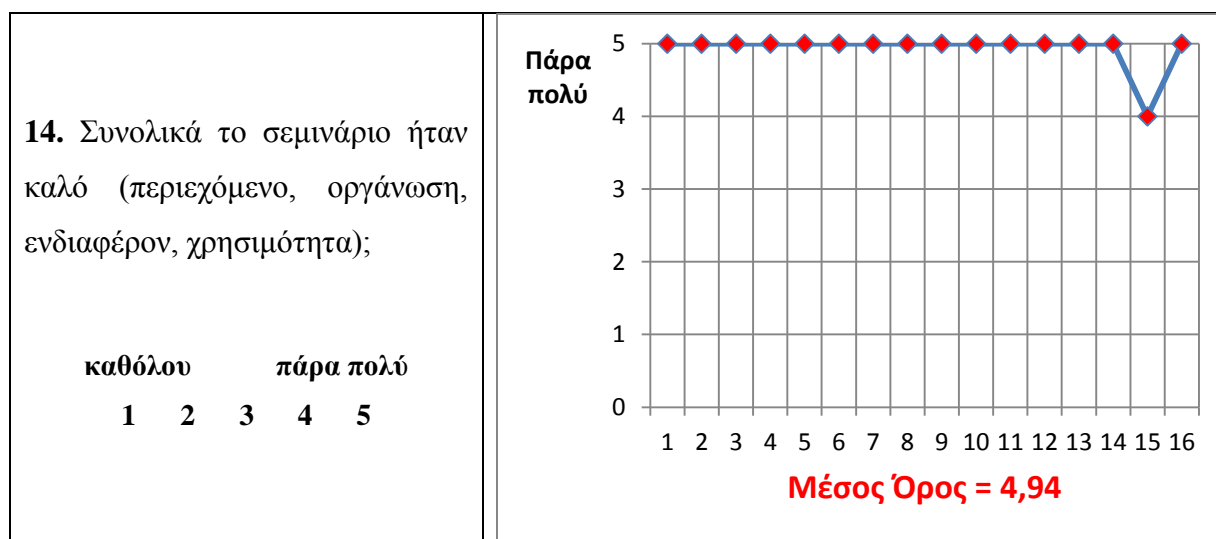 14. Συνολικά το σεμινάριο ήταν
καλό (περιεχόμενο, οργάνωση,
ενδιαφέρον, χρησιμότητα);
καθόλου πάρα πολύ
1 2 3 4 5
Πάρα
πολύ
5
4
3
2
1
0
1 2 3 4 5 6 7 8 9 10 11 12 13 14 15 16
Μέσος Όρος = 4,94